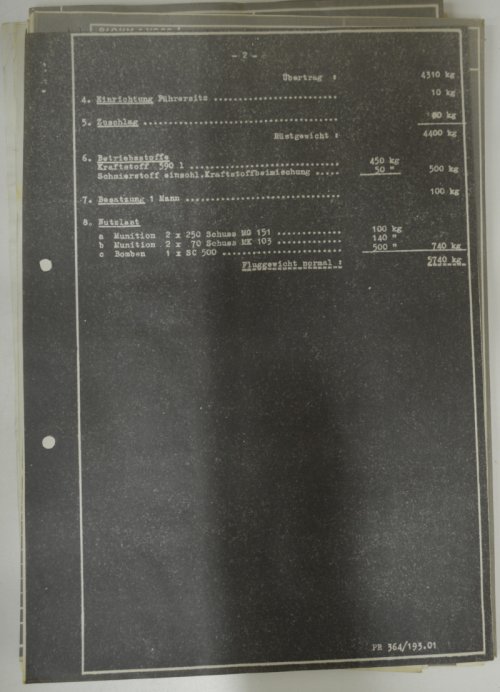 - 2 -
Übertrag : 4310 kg
4. Einrichtung Führersitz .................... 10 kg
5. Zuschlag .................................. 80 kg
Rüstgewicht : 4400 kg
6. Betriebsstoffe
Kraftstoff 590 l .......................... 450 kg
Schmierstoff einschl.Kraftstoffbeimischung .... 50 " 500 kg
7. Besatzung 1 Mann .......................... 100 kg
8. Nutzlast
a Munition 2 x 250 Schuss MG 151 ............ 100 kg
b Munition 2 x 70 Schuss MK 103 ............. 140 "
c Bomben 1 x SC 500 ..................... 500 " 740 kg
Fluggewicht normal : 5740 kg
PR 364/193.01